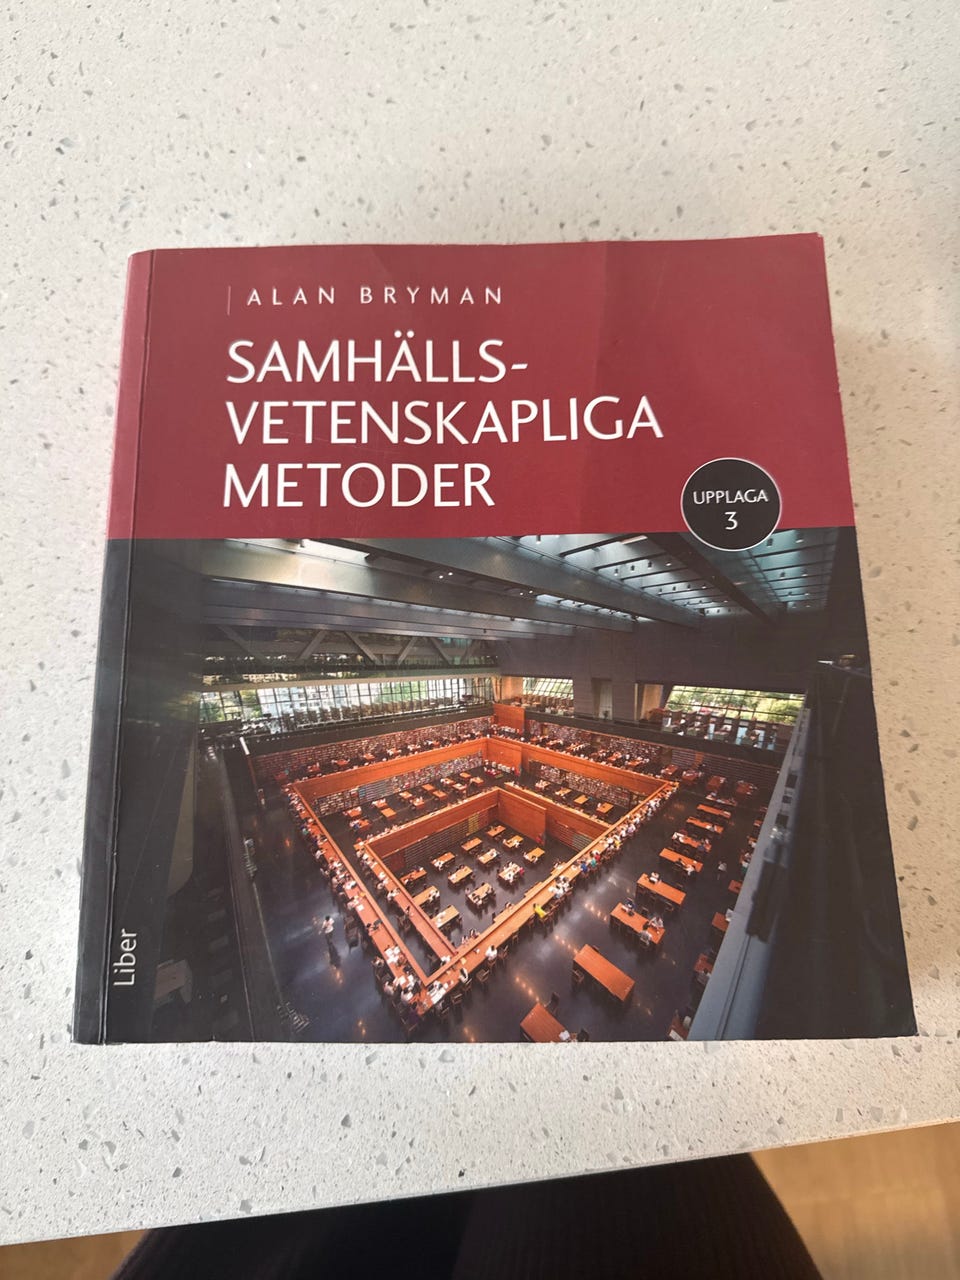 ALAN BRYMAN
SAMHÄLLS-
VETENSKAPLIGA
METODER
UPPLAGA
3
Liber